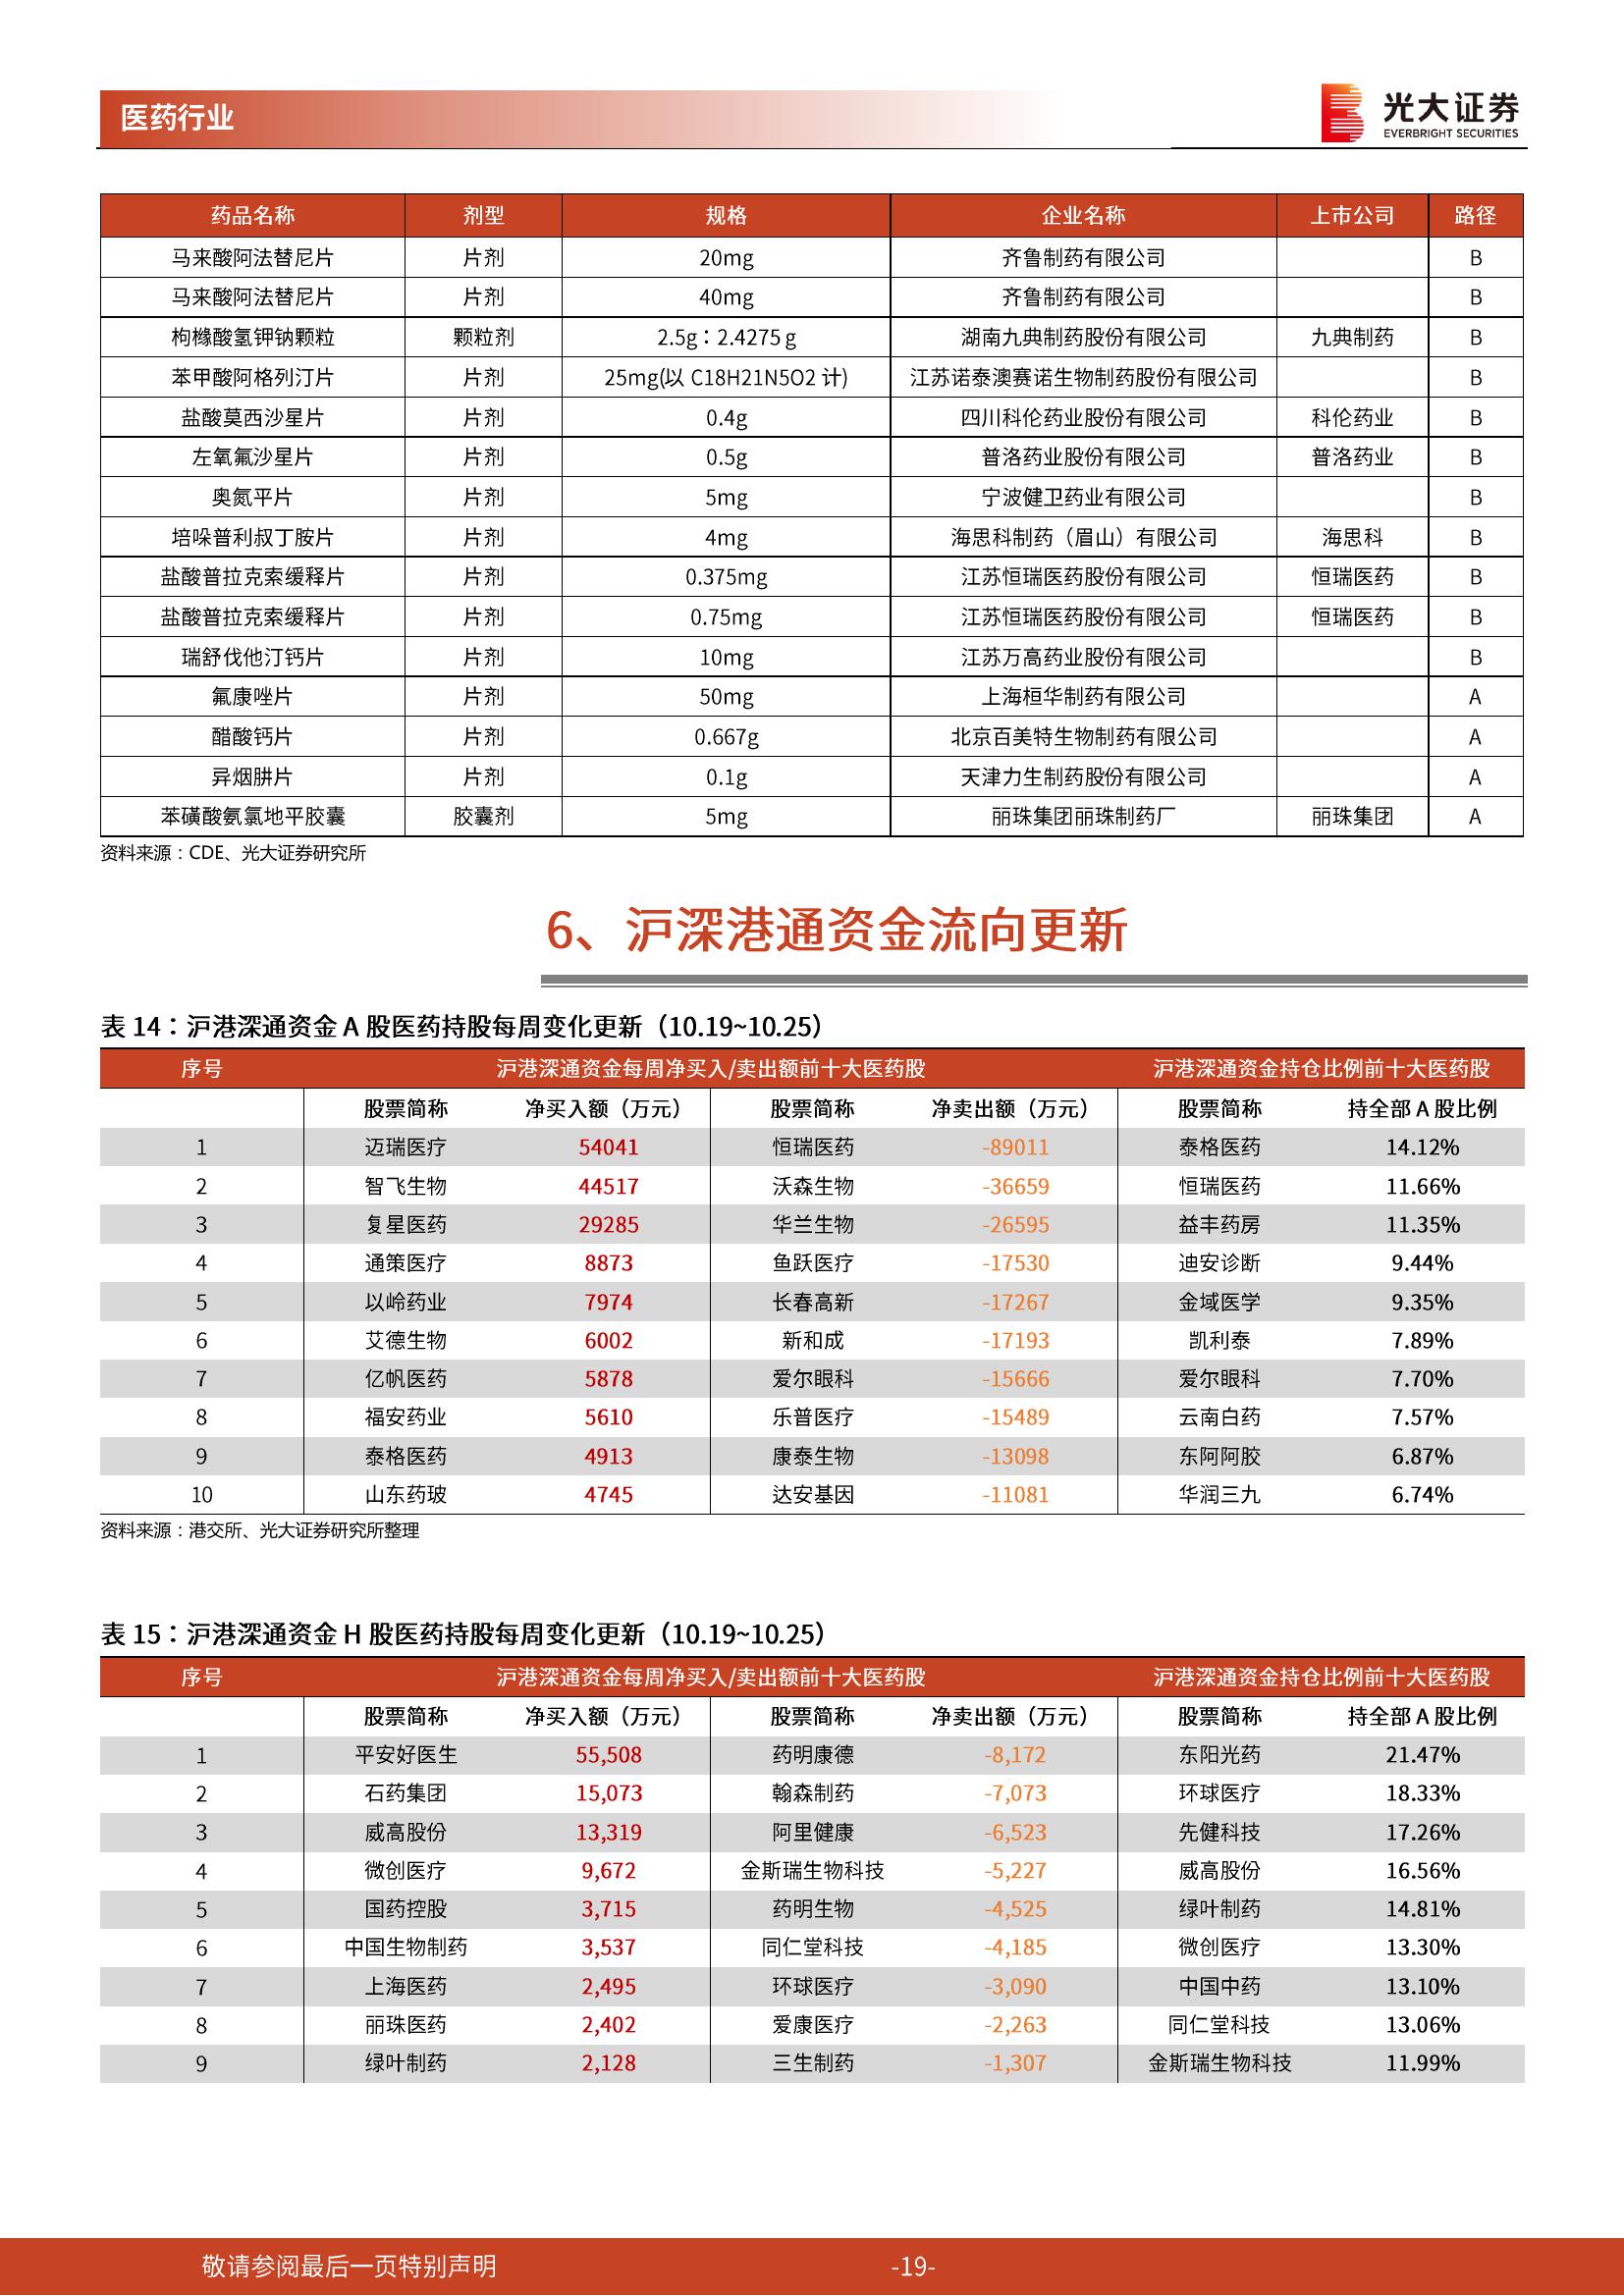 医药行业
光大证券
EVERBRIGHT SECURITIES
药品名称 剂型 规格 企业名称 上市公司 路径
马来酸阿法替尼片 片剂 20mg 齐鲁制药有限公司 B
马来酸阿法替尼片 片剂 40mg 齐鲁制药有限公司 B
枸橼酸氢钾钠颗粒 颗粒剂 2.5g：2.4275 g 湖南九典制药股份有限公司 九典制药 B
苯甲酸阿格列汀片 片剂 25mg(以 C18H21N5O2 计) 江苏诺泰澳赛诺生物制药股份有限公司 B
盐酸莫西沙星片 片剂 0.4g 四川科伦药业股份有限公司 科伦药业 B
左氧氟沙星片 片剂 0.5g 普洛药业股份有限公司 普洛药业 B
奥氮平片 片剂 5mg 宁波健卫药业有限公司 B
培哚普利叔丁胺片 片剂 4mg 海思科制药（眉山）有限公司 海思科 B
盐酸普拉克索缓释片 片剂 0.375mg 江苏恒瑞医药股份有限公司 恒瑞医药 B
盐酸普拉克索缓释片 片剂 0.75mg 江苏恒瑞医药股份有限公司 恒瑞医药 B
瑞舒伐他汀钙片 片剂 10mg 江苏万高药业股份有限公司 B
氟康唑片 片剂 50mg 上海桓华制药有限公司 A
醋酸钙片 片剂 0.667g 北京百美特生物制药有限公司 A
异烟肼片 片剂 0.1g 天津力生制药股份有限公司 A
苯磺酸氨氯地平胶囊 胶囊剂 5mg 丽珠集团丽珠制药厂 丽珠集团 A
资料来源：CDE、光大证券研究所
6、沪深港通资金流向更新
表 14：沪港深通资金 A 股医药持股每周变化更新（10.19~10.25）
序号 沪港深通资金每周净买入/卖出额前十大医药股 沪港深通资金持仓比例前十大医药股
股票简称 净买入额（万元） 股票简称 净卖出额（万元） 股票简称 持全部 A 股比例
1 迈瑞医疗 54041 恒瑞医药 -89011 泰格医药 14.12%
2 智飞生物 44517 沃森生物 -36659 恒瑞医药 11.66%
3 复星医药 29285 华兰生物 -26595 益丰药房 11.35%
4 通策医疗 8873 鱼跃医疗 -17530 迪安诊断 9.44%
5 以岭药业 7974 长春高新 -17267 金域医学 9.35%
6 艾德生物 6002 新和成 -17193 凯利泰 7.89%
7 亿帆医药 5878 爱尔眼科 -15666 爱尔眼科 7.70%
8 福安药业 5610 乐普医疗 -15489 云南白药 7.57%
9 泰格医药 4913 康泰生物 -13098 东阿阿胶 6.87%
10 山东药玻 4745 达安基因 -11081 华润三九 6.74%
资料来源：港交所、光大证券研究所整理
表 15：沪港深通资金 H 股医药持股每周变化更新（10.19~10.25）
序号 沪港深通资金每周净买入/卖出额前十大医药股 沪港深通资金持仓比例前十大医药股
股票简称 净买入额（万元） 股票简称 净卖出额（万元） 股票简称 持全部 A 股比例
1 平安好医生 55,508 药明康德 -8,172 东阳光药 21.47%
2 石药集团 15,073 翰森制药 -7,073 环球医疗 18.33%
3 威高股份 13,319 阿里健康 -6,523 先健科技 17.26%
4 微创医疗 9,672 金斯瑞生物科技 -5,227 威高股份 16.56%
5 国药控股 3,715 药明生物 -4,525 绿叶制药 14.81%
6 中国生物制药 3,537 同仁堂科技 -4,185 微创医疗 13.30%
7 上海医药 2,495 环球医疗 -3,090 中国中药 13.10%
8 丽珠医药 2,402 爱康医疗 -2,263 同仁堂科技 13.06%
9 绿叶制药 2,128 三生制药 -1,307 金斯瑞生物科技 11.99%
敬请参阅最后一页特别声明 -19-